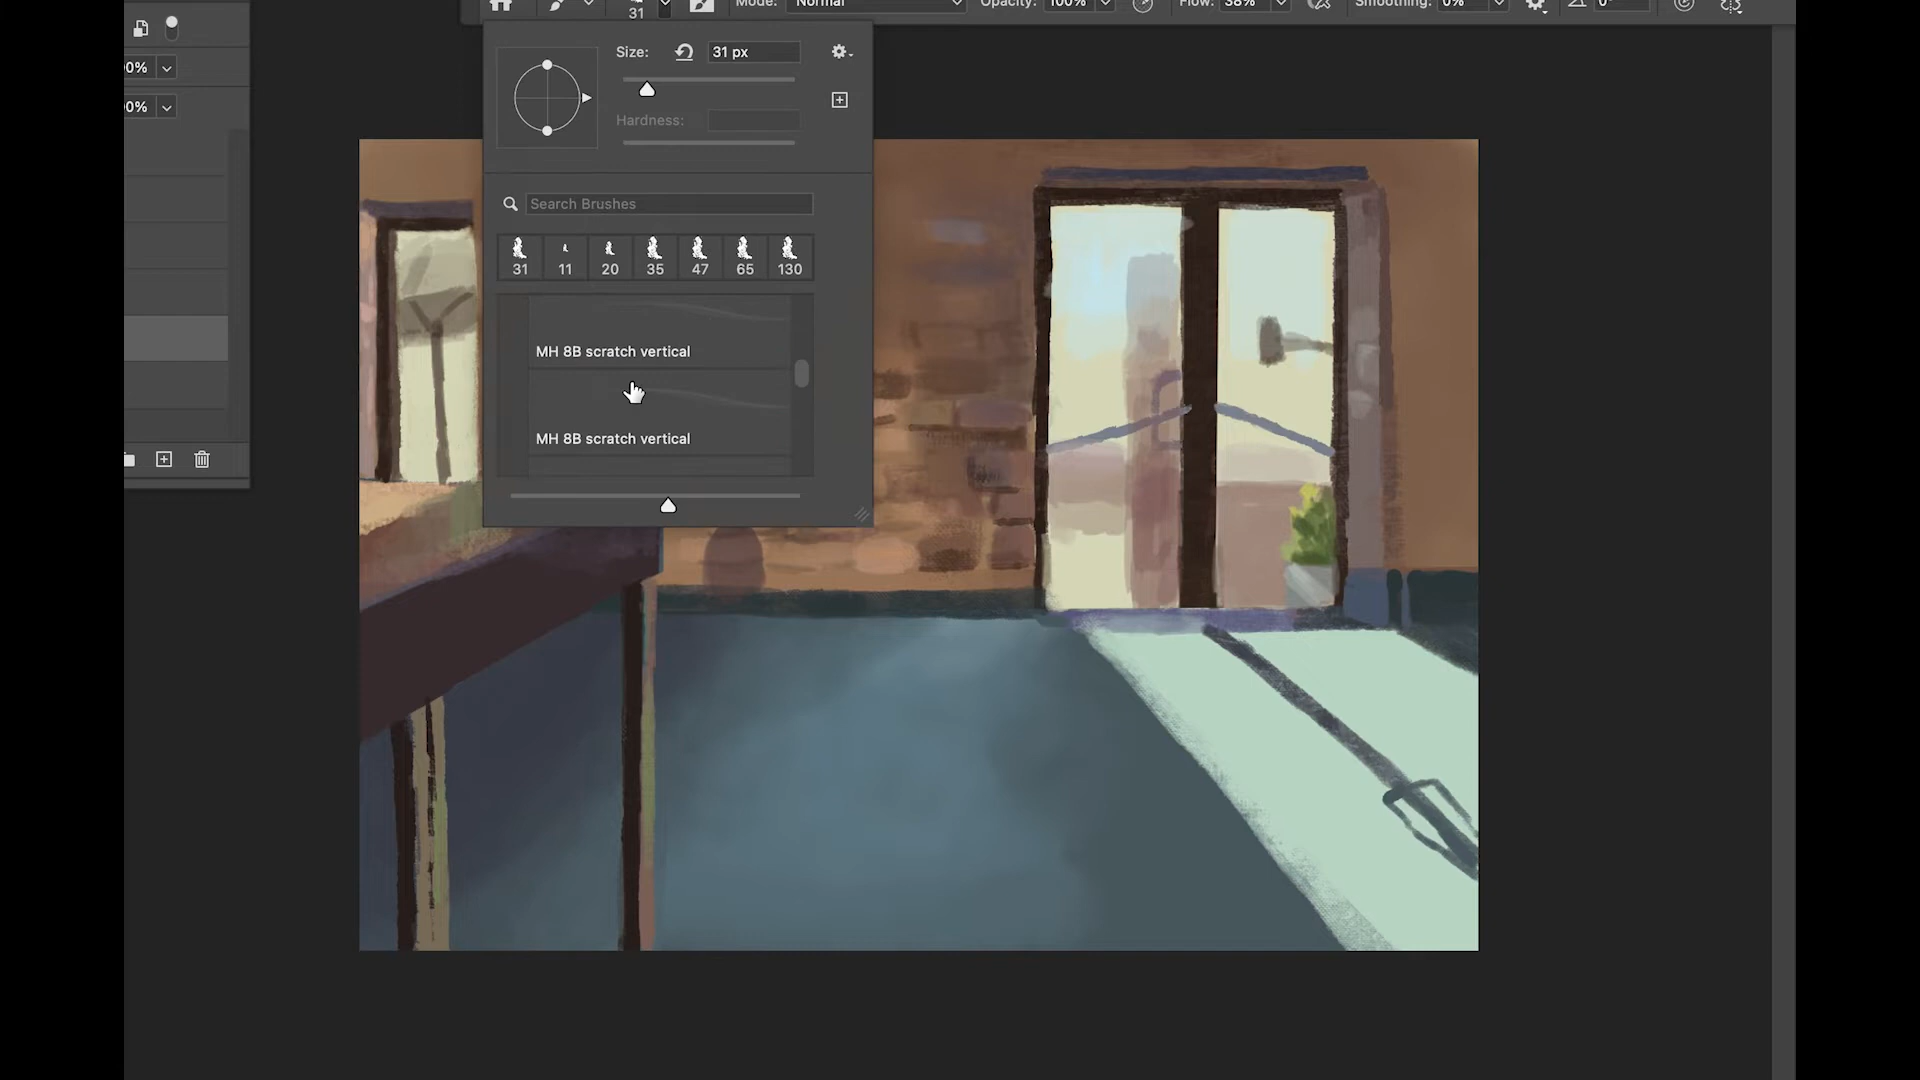 31
Mode: Normal
Opacity: 100%
Flow: 38%
Smoothing: 0%
0°
Size: 31 px
Hardness:
Search Brushes
31 11 20 35 47 65 130
MH 8B scratch vertical
MH 8B scratch vertical
0%
0%